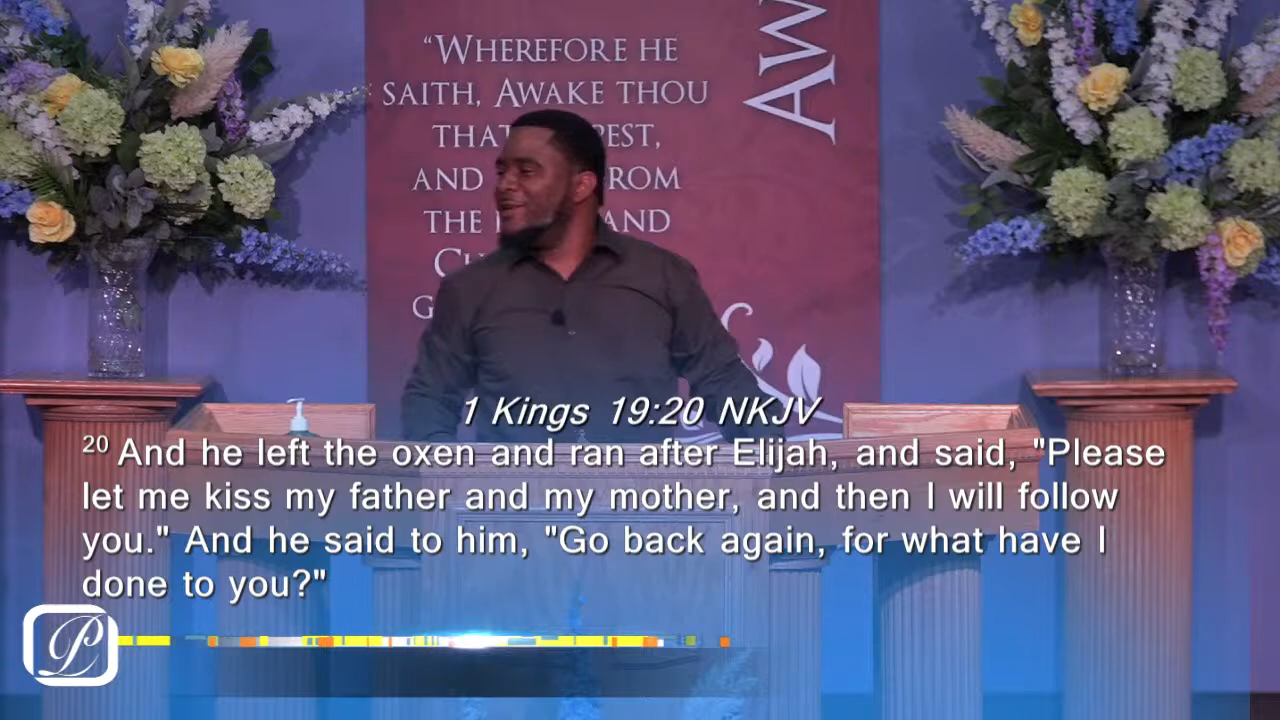 "WHEREFORE HE
SAITH, AWAKE THOU
THAT
AND
THE AND
AW
1 Kings 19:20 NKJV
20 And he left the oxen and ran after Elijah, and said, "Please
let me kiss my father and my mother, and then I will follow
you." And he said to him, "Go back again, for what have I
done to you?"
PL